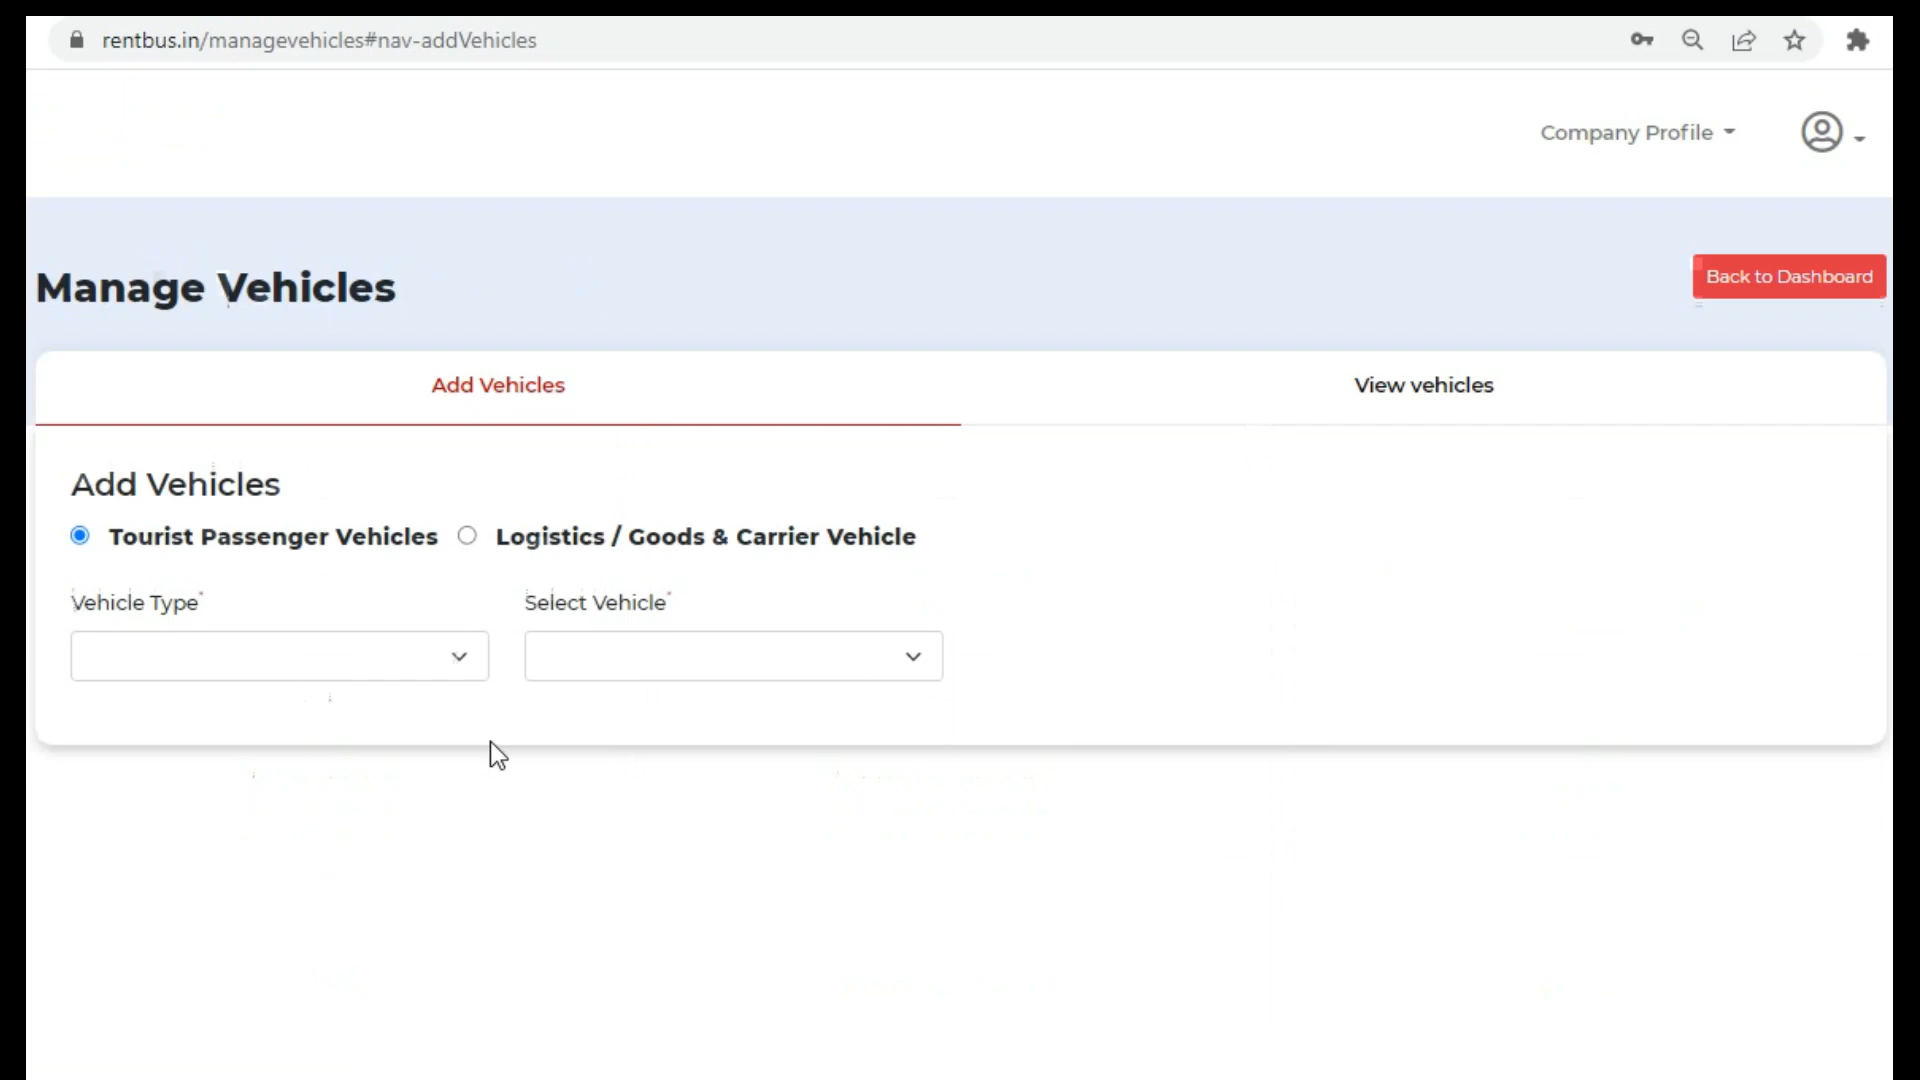 rentbus.in/managevehicles#nav-addVehicles
Company Profile
Manage Vehicles
Back to Dashboard
Add Vehicles
View vehicles
Add Vehicles
Tourist Passenger Vehicles
Logistics / Goods & Carrier Vehicle
Vehicle Type*
Select Vehicle*